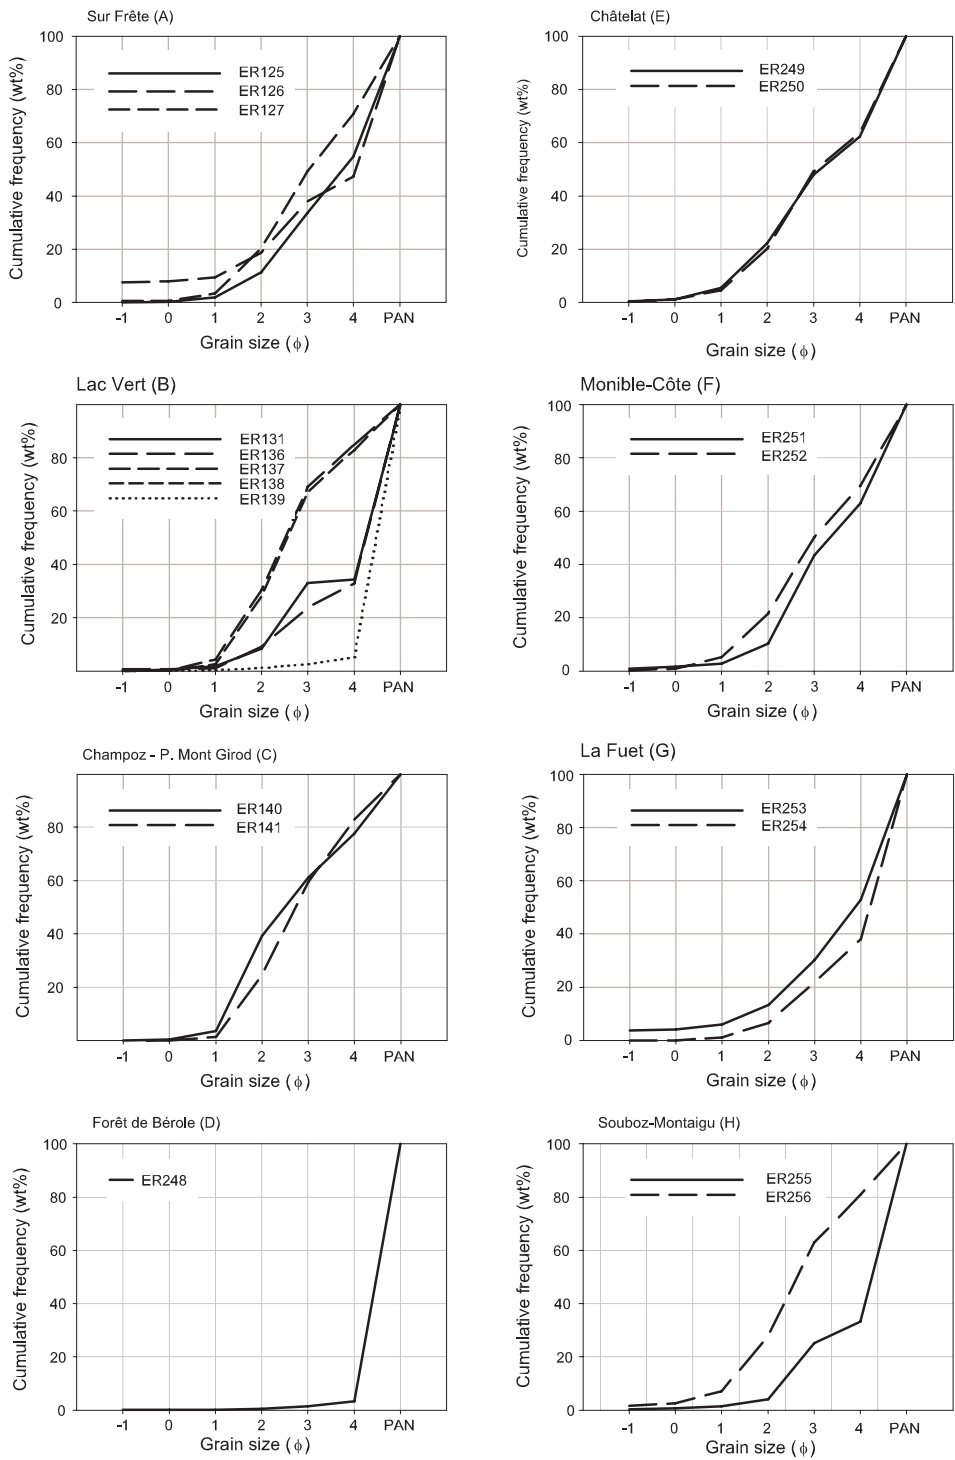 Sur Frête (A)
Cumulative frequency (wt%)
100
80
60
40
20
0
ER125
ER126
ER127
-1 0 1 2 3 4 PAN
Grain size (ϕ)
Châtelat (E)
Cumulative frequency (wt%)
100
80
60
40
20
0
ER249
ER250
-1 0 1 2 3 4 PAN
Grain size (ϕ)
Lac Vert (B)
Cumulative frequency (wt%)
80
60
40
20
ER131
ER136
ER137
ER138
ER139
-1 0 1 2 3 4 PAN
Grain size (ϕ)
Monible-Côte (F)
Cumulative frequency (wt%)
100
80
60
40
20
0
ER251
ER252
-1 0 1 2 3 4 PAN
Grain size (ϕ)
Champoz - P. Mont Girod (C)
Cumulative frequency (wt%)
80
60
40
20
ER140
ER141
-1 0 1 2 3 4 PAN
Grain size (ϕ)
La Fuet (G)
Cumulative frequency (wt%)
100
80
60
40
20
0
ER253
ER254
-1 0 1 2 3 4 PAN
Grain size (ϕ)
Forêt de Bérole (D)
Cumulative frequency (wt%)
100
80
60
40
20
0
ER248
-1 0 1 2 3 4 PAN
Grain size (ϕ)
Souboz-Montaigu (H)
Cumulative frequency (wt%)
100
80
60
40
20
0
ER255
ER256
-1 0 1 2 3 4 PAN
Grain size (ϕ)